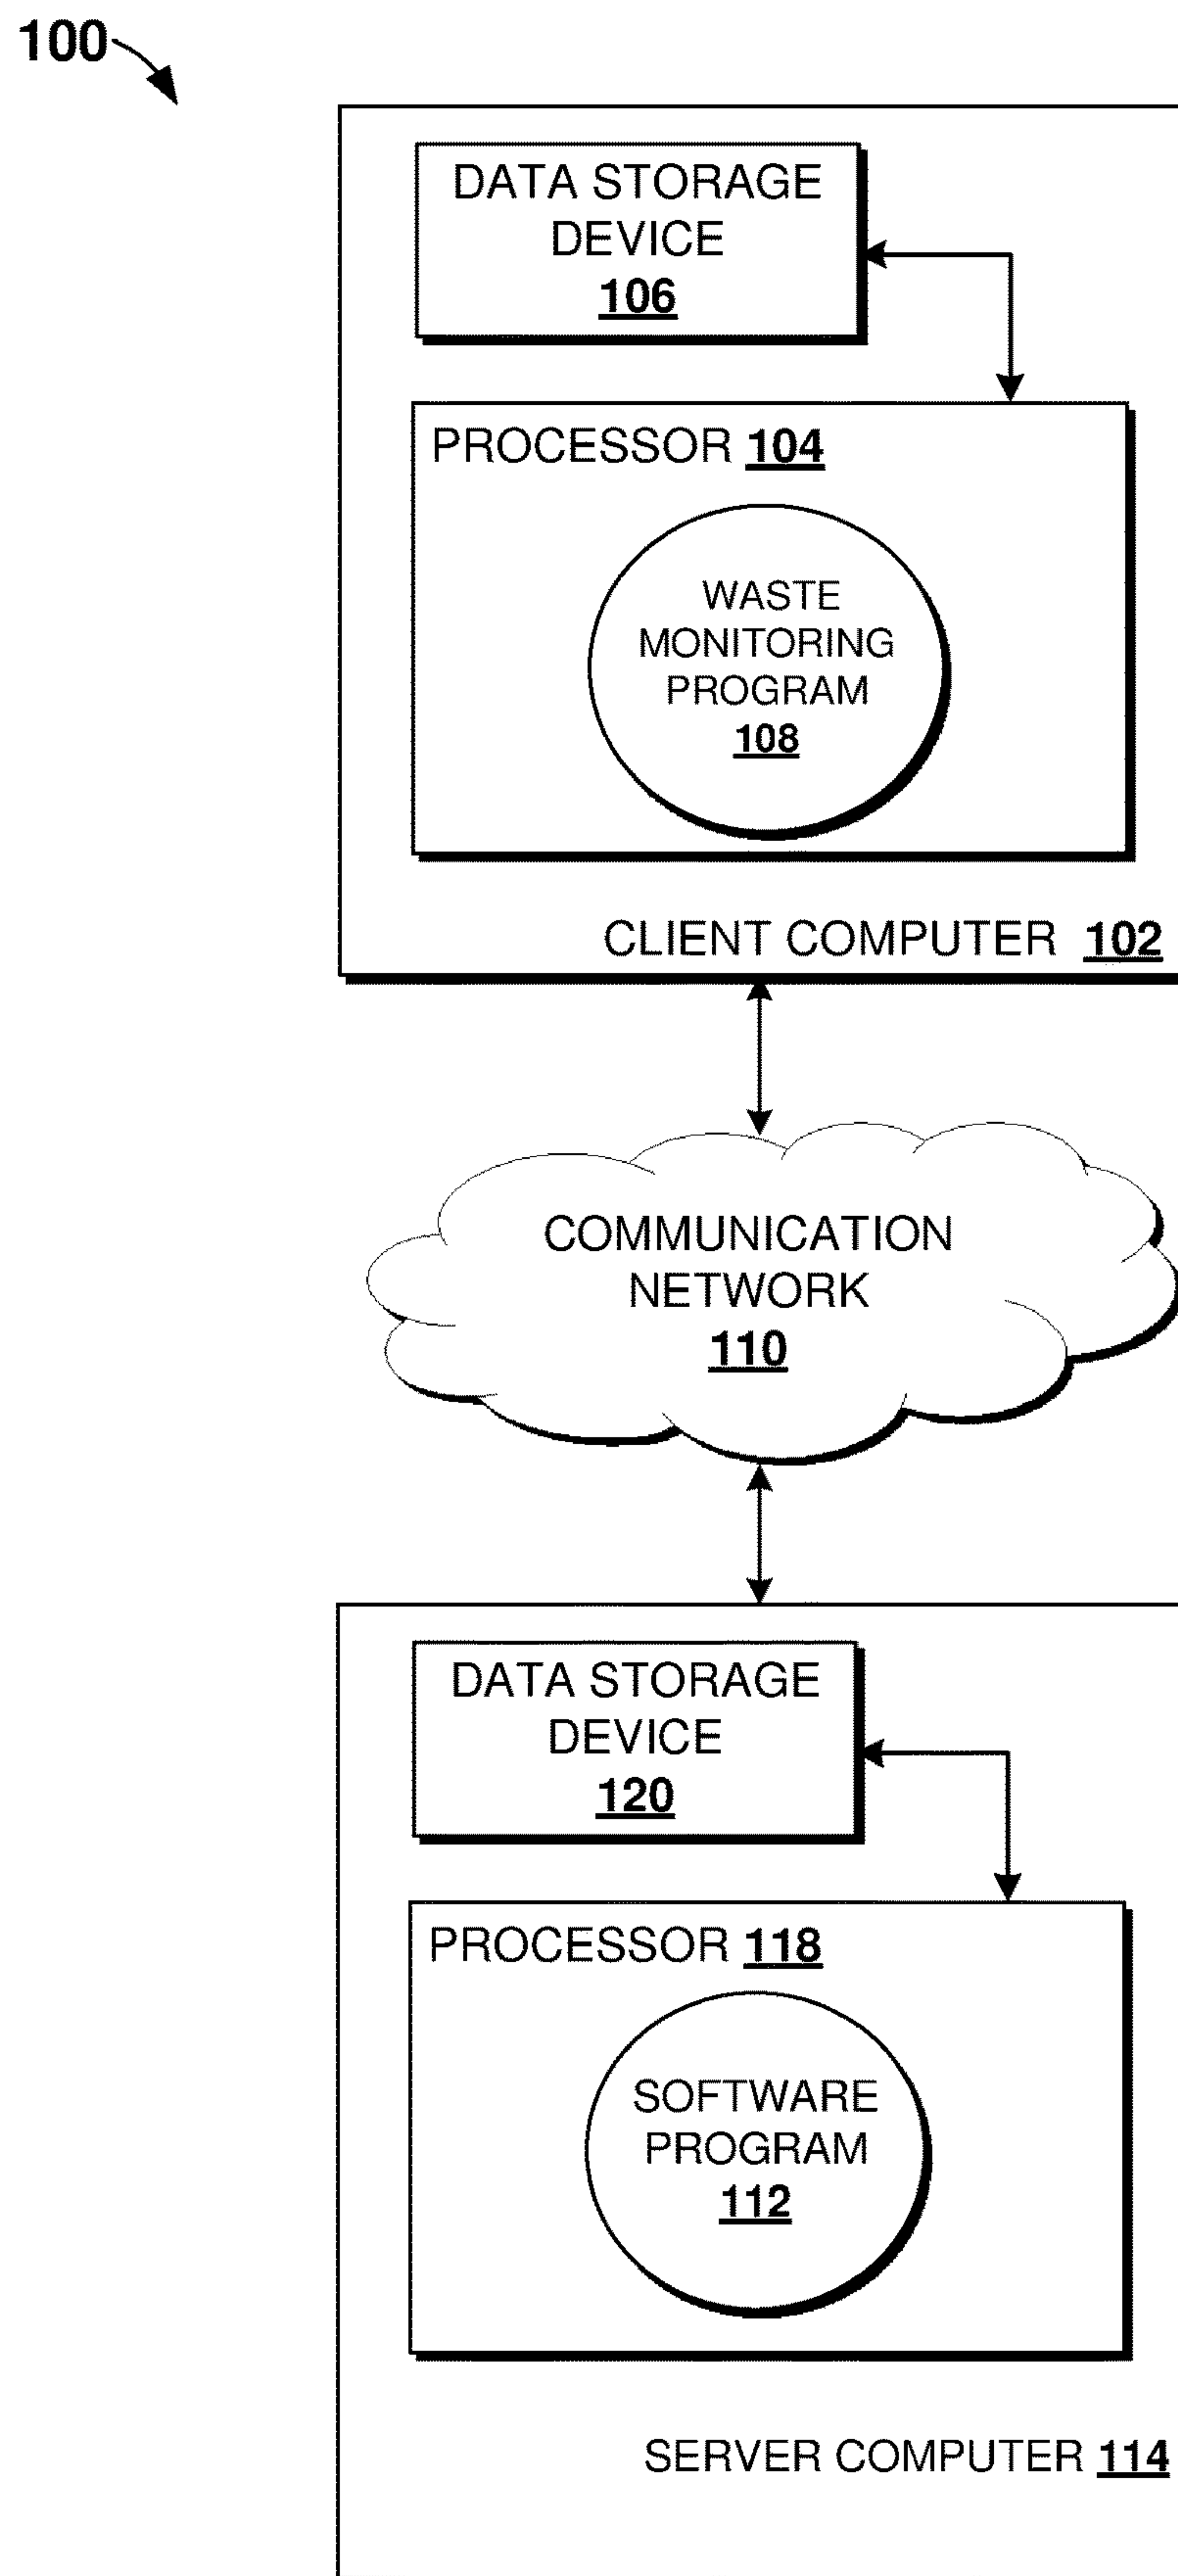 100
DATA STORAGE
DEVICE
106
PROCESSOR 104
WASTE
MONITORING
PROGRAM
108
CLIENT COMPUTER 102
COMMUNICATION
NETWORK
110
DATA STORAGE
DEVICE
120
PROCESSOR 118
SOFTWARE
PROGRAM
112
SERVER COMPUTER 114